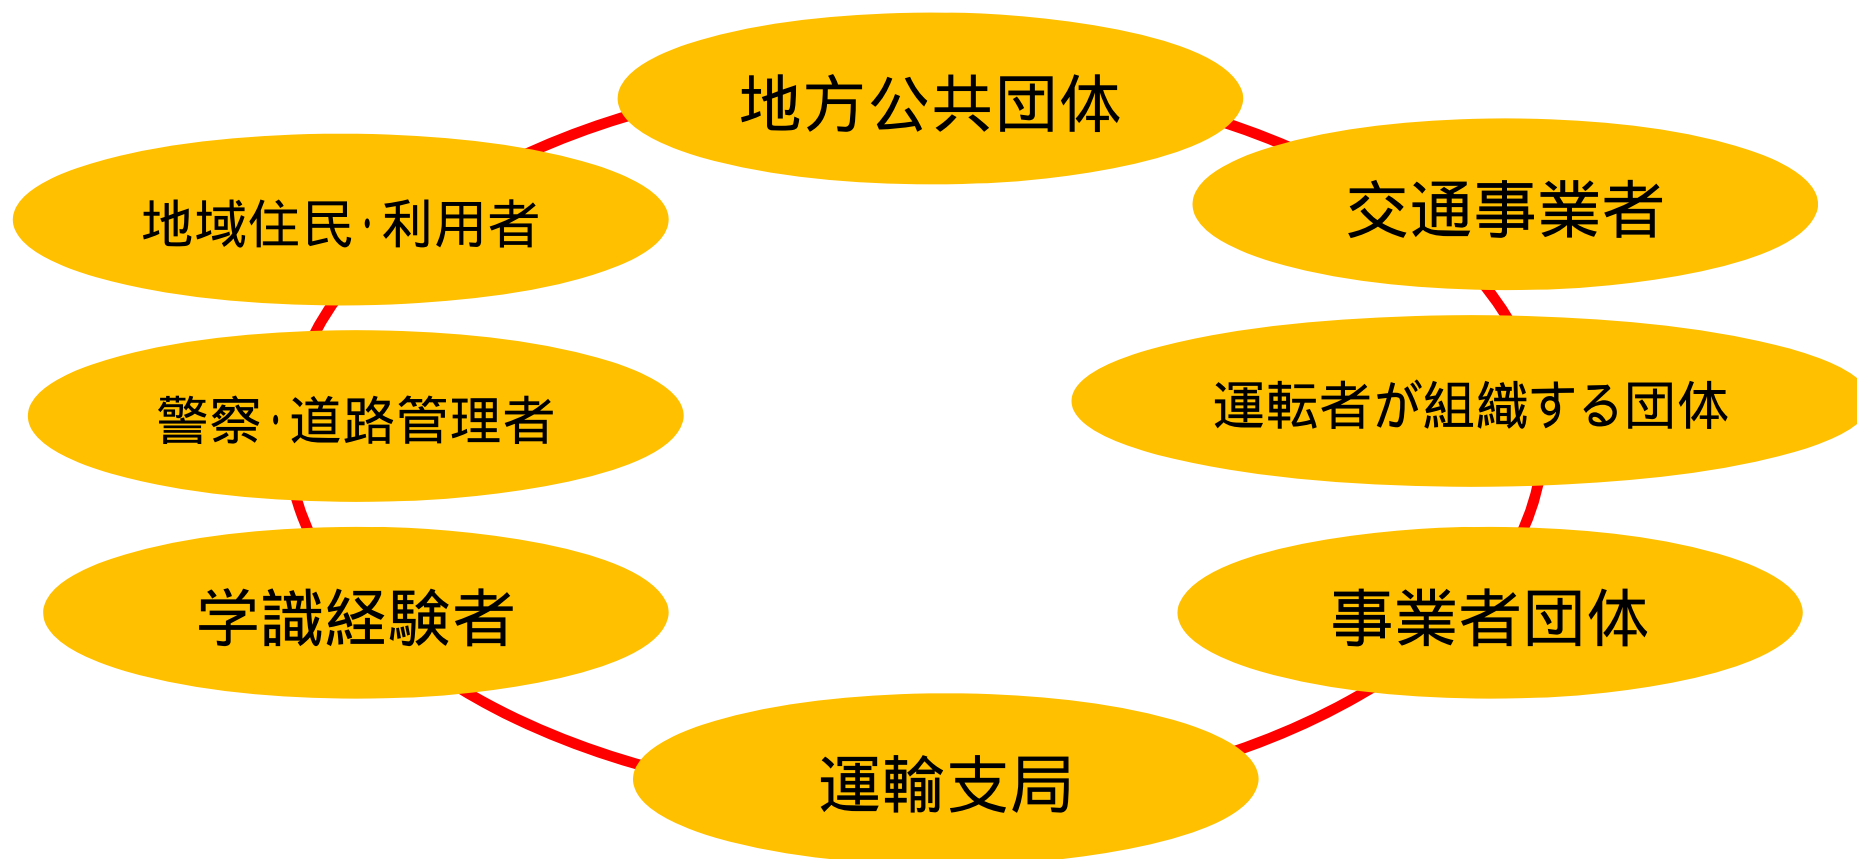 地方公共団体
交通事業者
地域住民･利用者
運転者が組織する団体
警察･道路管理者
学識経験者
事業者団体
運輸支局